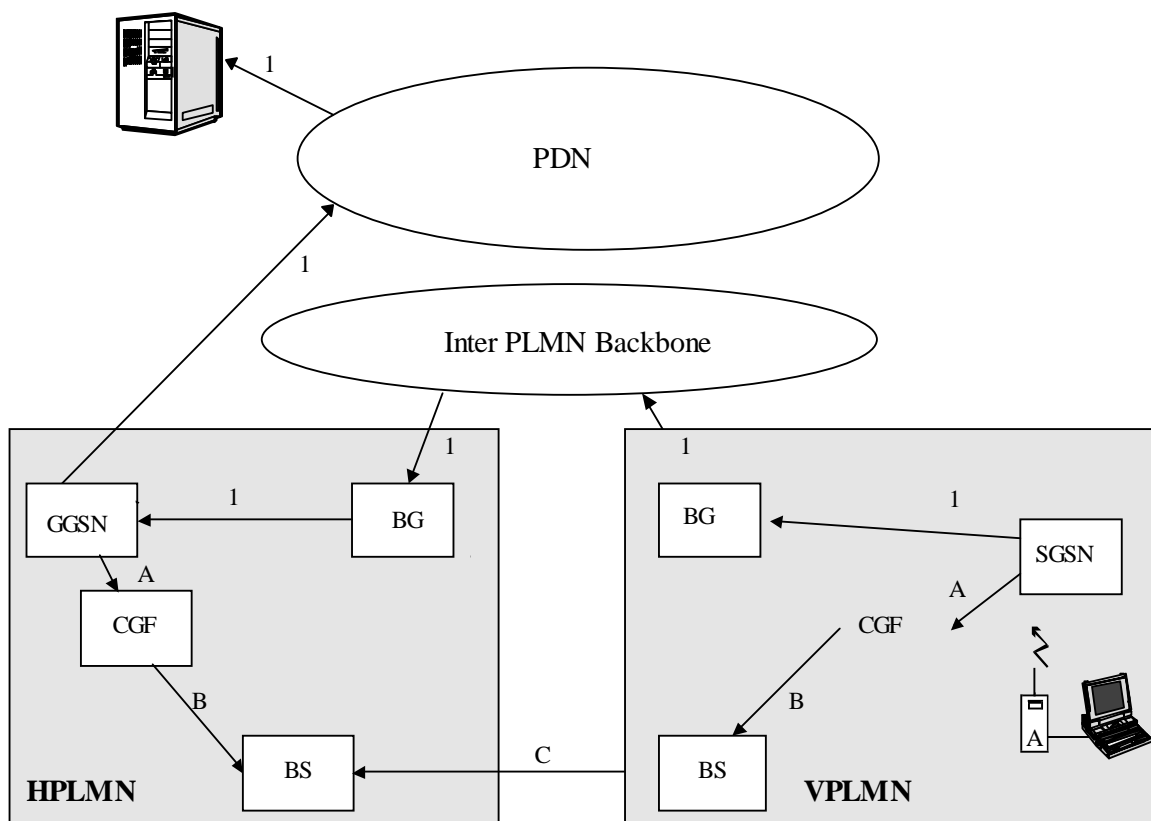 1
PDN
1
Inter PLMN Backbone
1
1
GGSN
1
BG
BG
1
SGSN
A
CGF
A
CGF
B
B
BS
C
BS
A
HPLMN
VPLMN